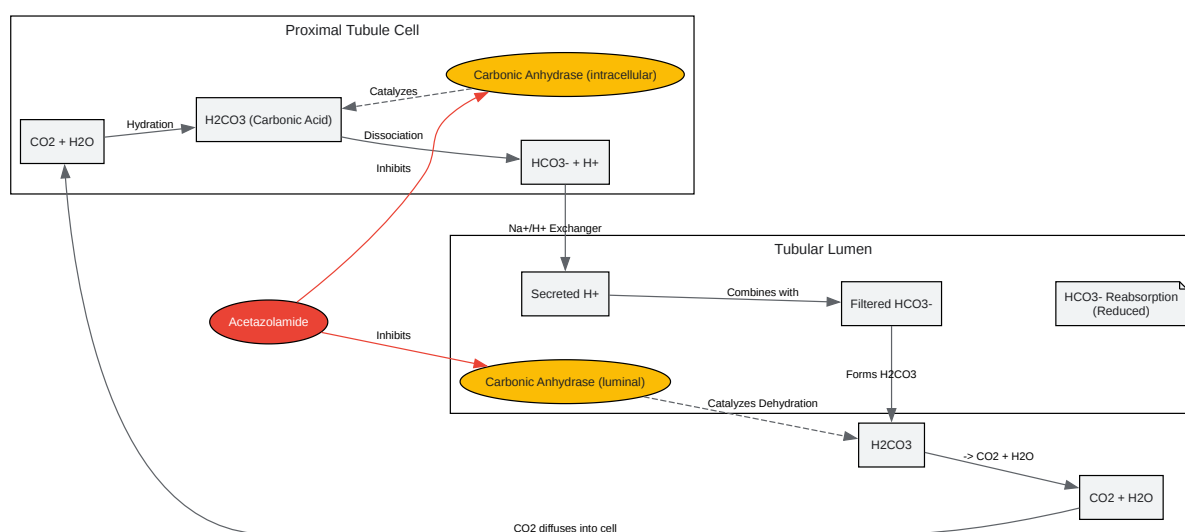 Proximal Tubule Cell
Carbonic Anhydrase (intracellular)
Catalyzes
H2CO3 (Carbonic Acid)
Hydration
CO2 + H2O
Dissociation
HCO3- + H+
Inhibits
Na+/H+ Exchanger
Tubular Lumen
Secreted H+
Combines with
Filtered HCO3-
HCO3- Reabsorption
(Reduced)
Acetazolamide
Inhibits
Carbonic Anhydrase (luminal)
Forms H2CO3
Catalyzes Dehydration
H2CO3
-> CO2 + H2O
CO2 + H2O
CO2 diffuses into cell